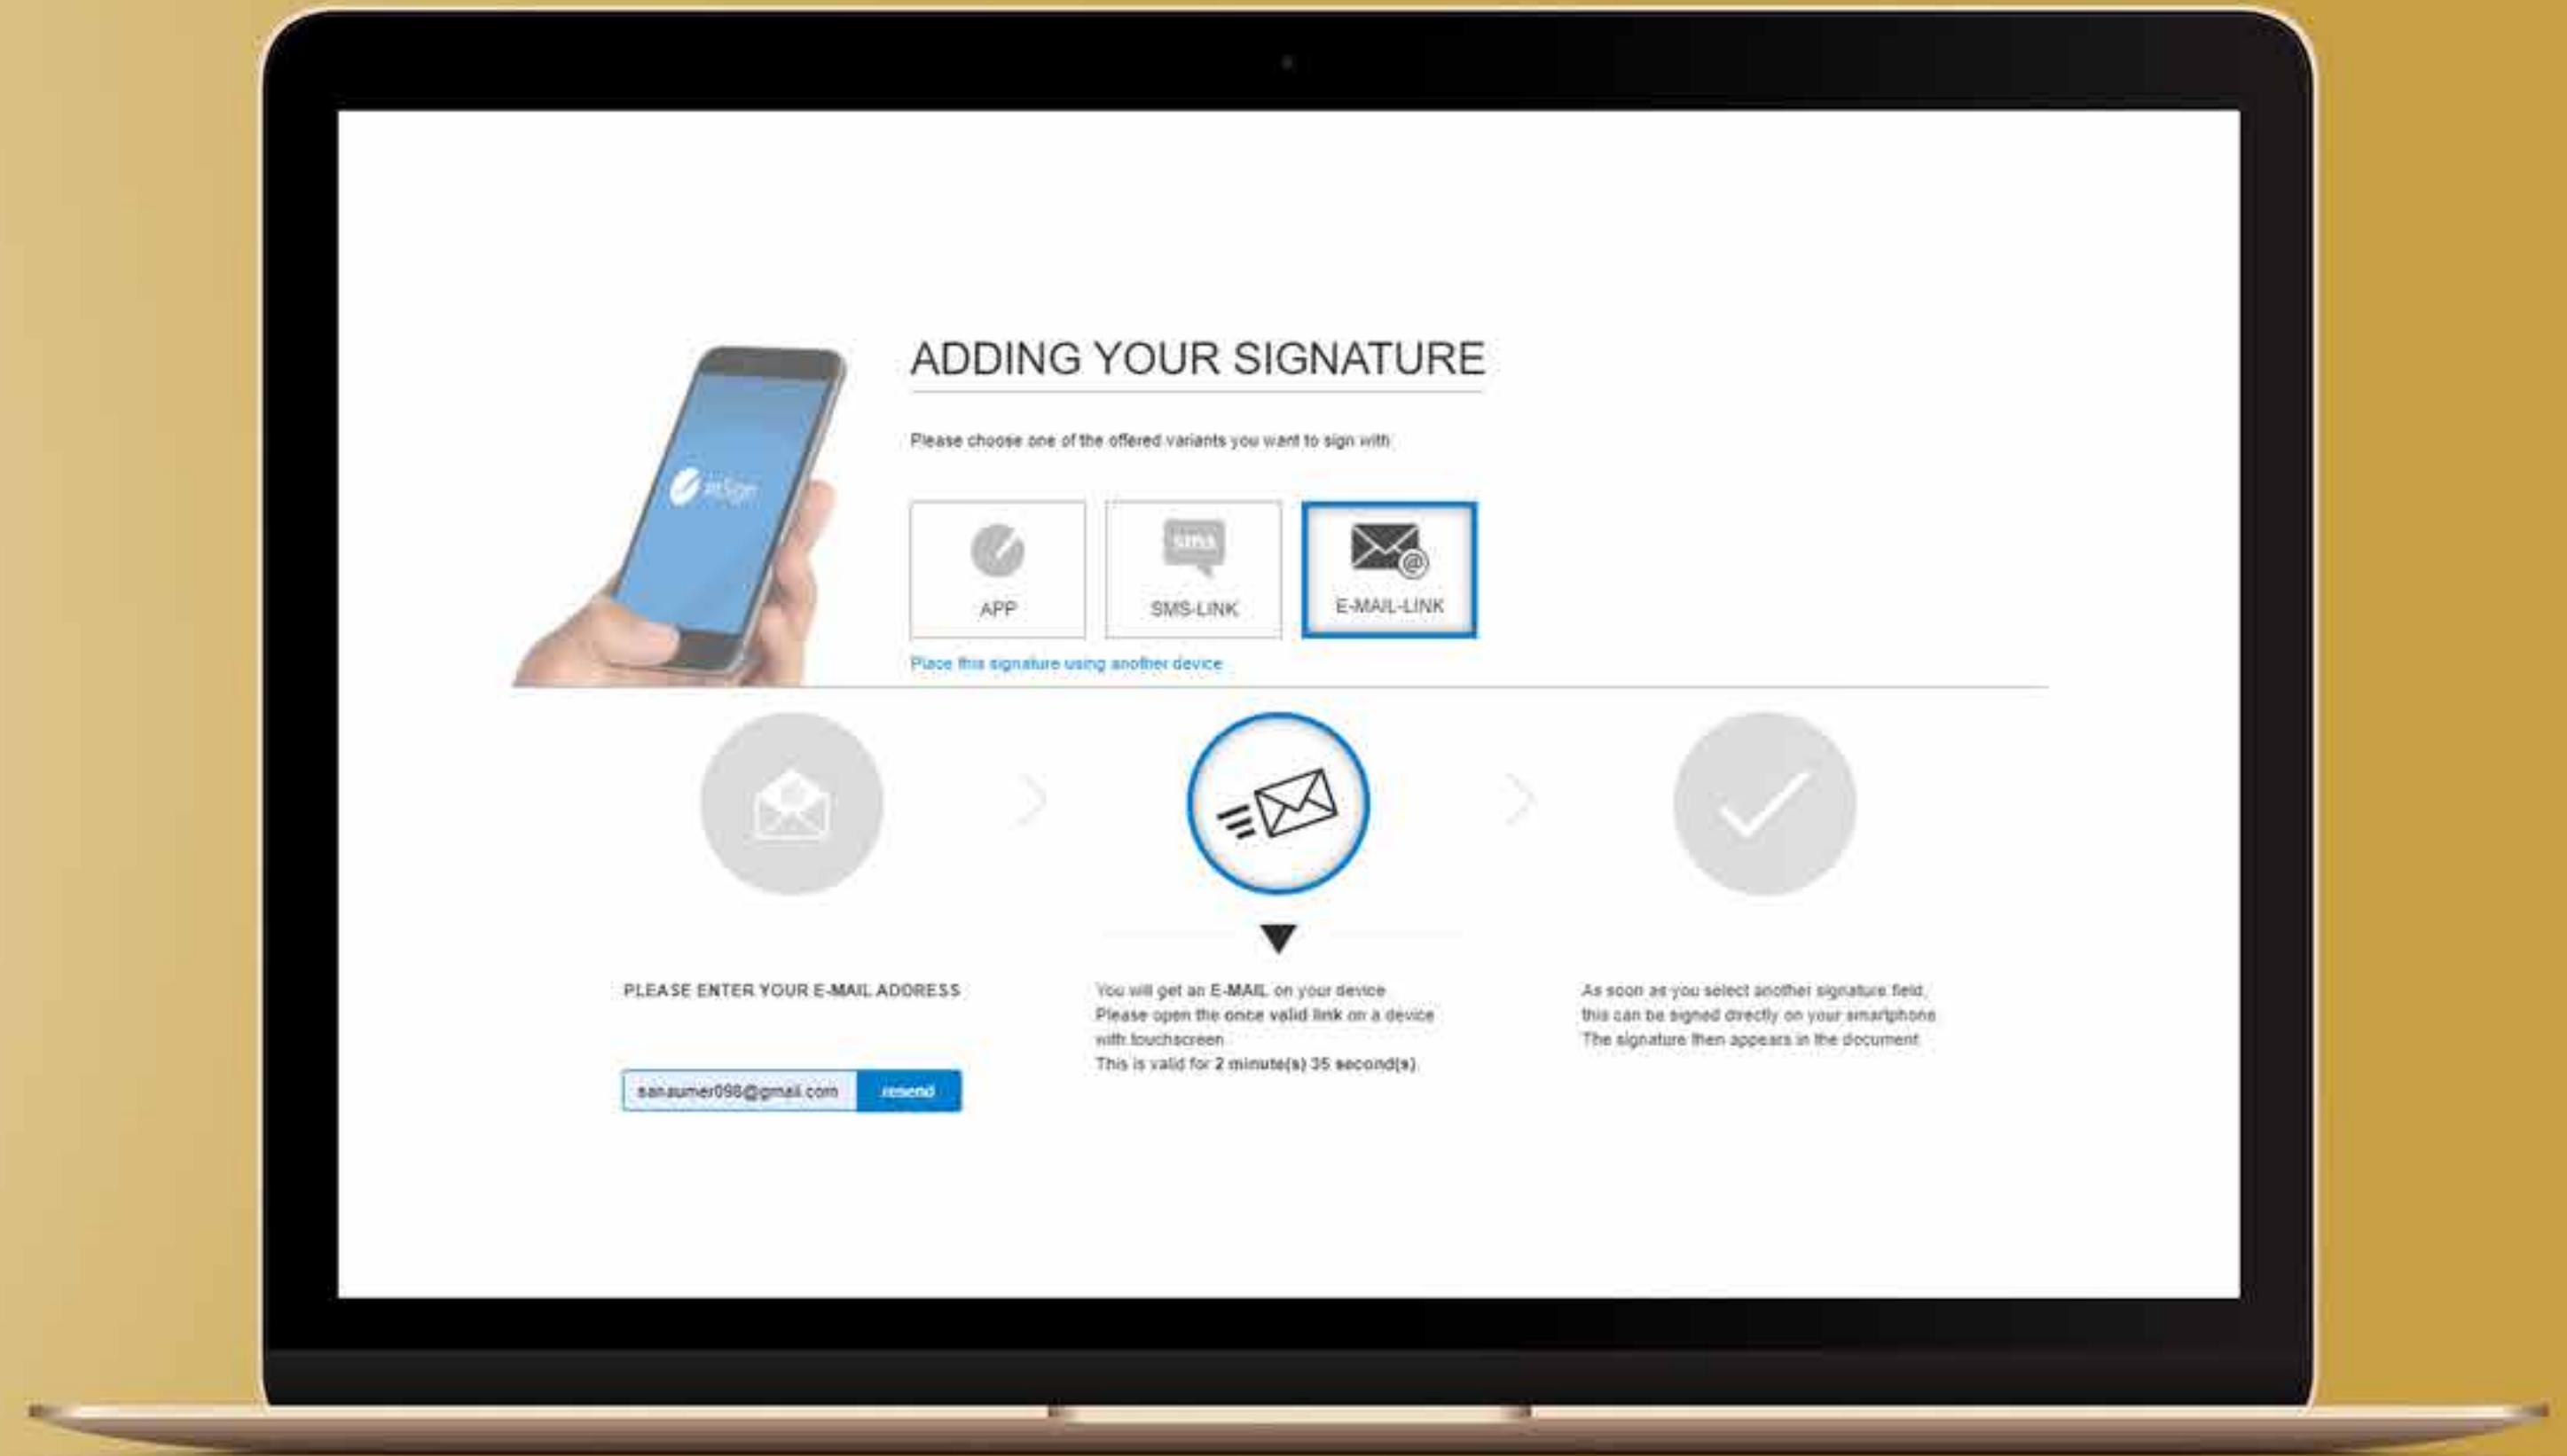 ADDING YOUR SIGNATURE
Please choose one of the offered variants you want to sign with:
APP
SMS
SMS-LINK
@
E-MAIL-LINK
Place this signature using another device
PLEASE ENTER YOUR E-MAIL ADDRESS
sanaumer098@gmail.com
resend
You will get an E-MAIL on your device.
Please open the once valid link on a device
with touchscreen.
This is valid for 2 minute(s) 35 second(s).
As soon as you select another signature field,
this can be signed directly on your smartphone.
The signature then appears in the document.